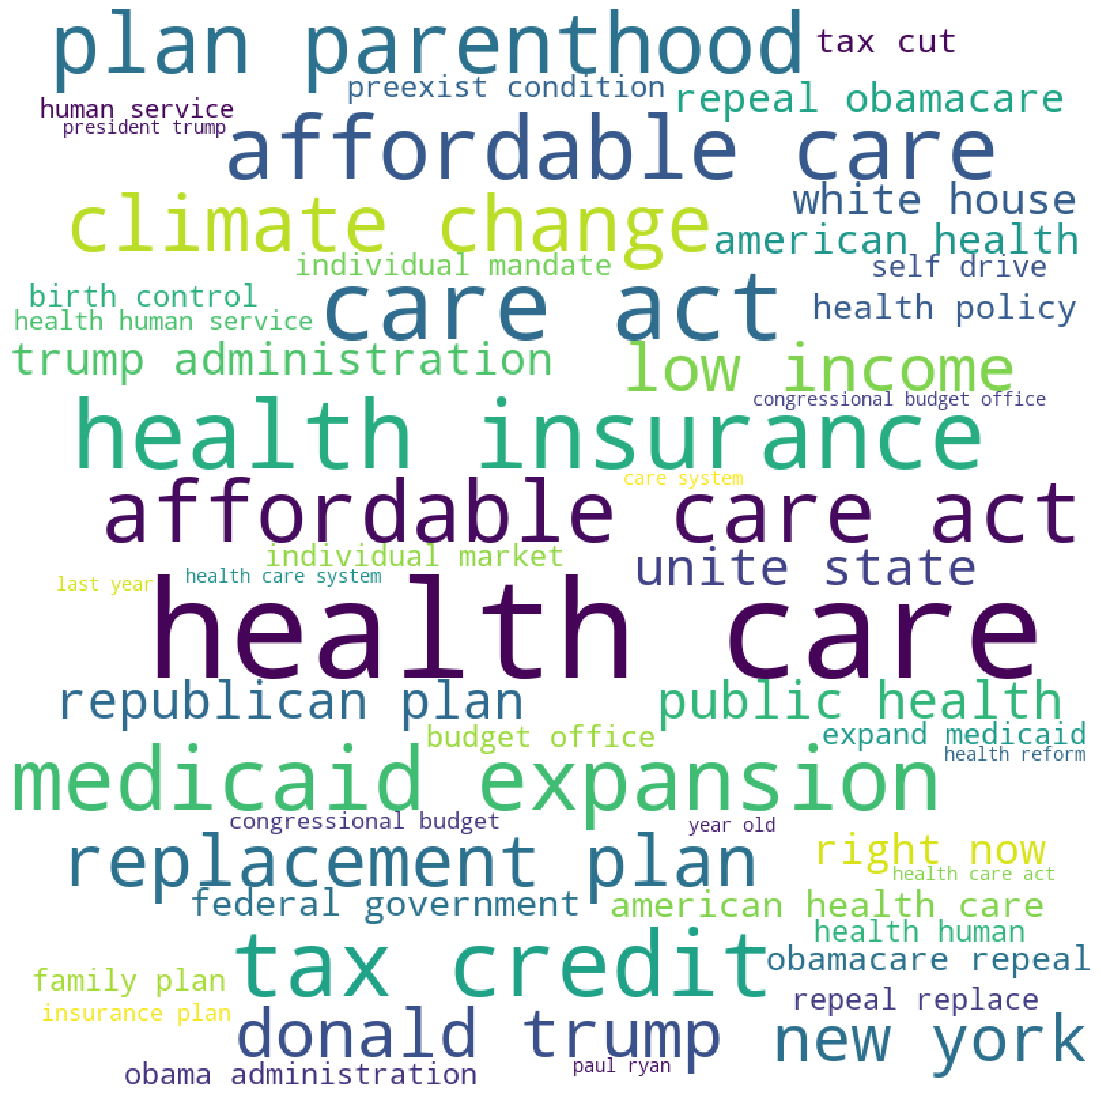 plan parenthood
tax cut
preexist condition
repeal obamacare
human service
president trump
affordable care
white house
climate change
american health
individual mandate
self drive
birth control
care act
health policy
health human service
trump administration
low income
congressional budget office
health insurance
care system
affordable care act
individual market
unite state
last year
health care system
health care
republican plan
public health
budget office
expand medicaid
health reform
medicaid expansion
congressional budget
year old
replacement plan
right now
health care act
federal government
american health care
health human
tax credit
obamacare repeal
family plan
insurance plan
repeal replace
donald trump
new york
obama administration
paul ryan